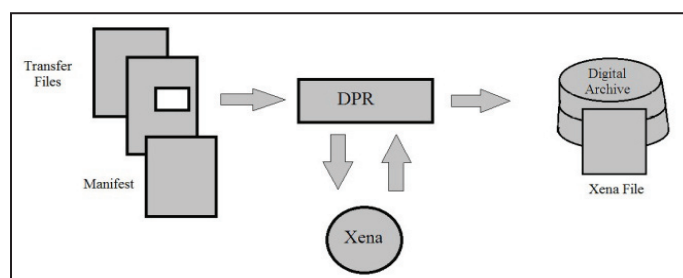 Transfer
Files
Manifest
DPR
Xena
Digital
Archive
Xena File